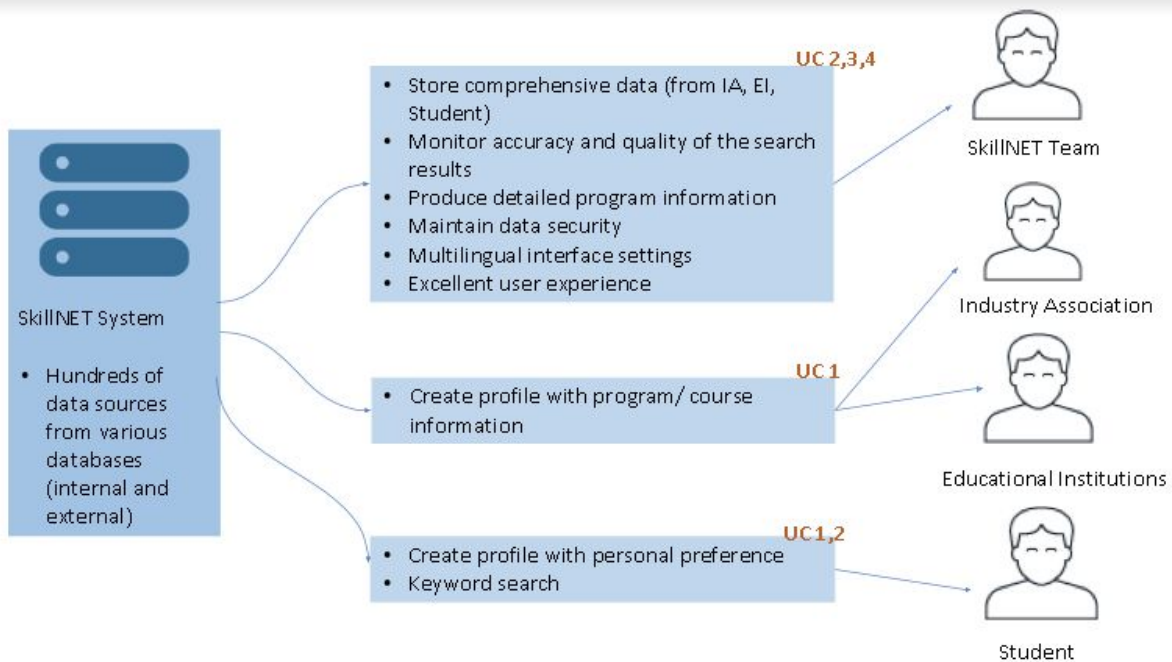 SkillNET System
• Hundreds of
data sources
from various
databases
(internal and
external)
UC 2,3,4
• Store comprehensive data (from IA, EI,
Student)
• Monitor accuracy and quality of the search
results
• Produce detailed program information
• Maintain data security
• Multilingual interface settings
• Excellent user experience
SkillNET Team
UC 1
• Create profile with program/ course
information
Industry Association
Educational Institutions
UC 1,2
• Create profile with personal preference
• Keyword search
Student